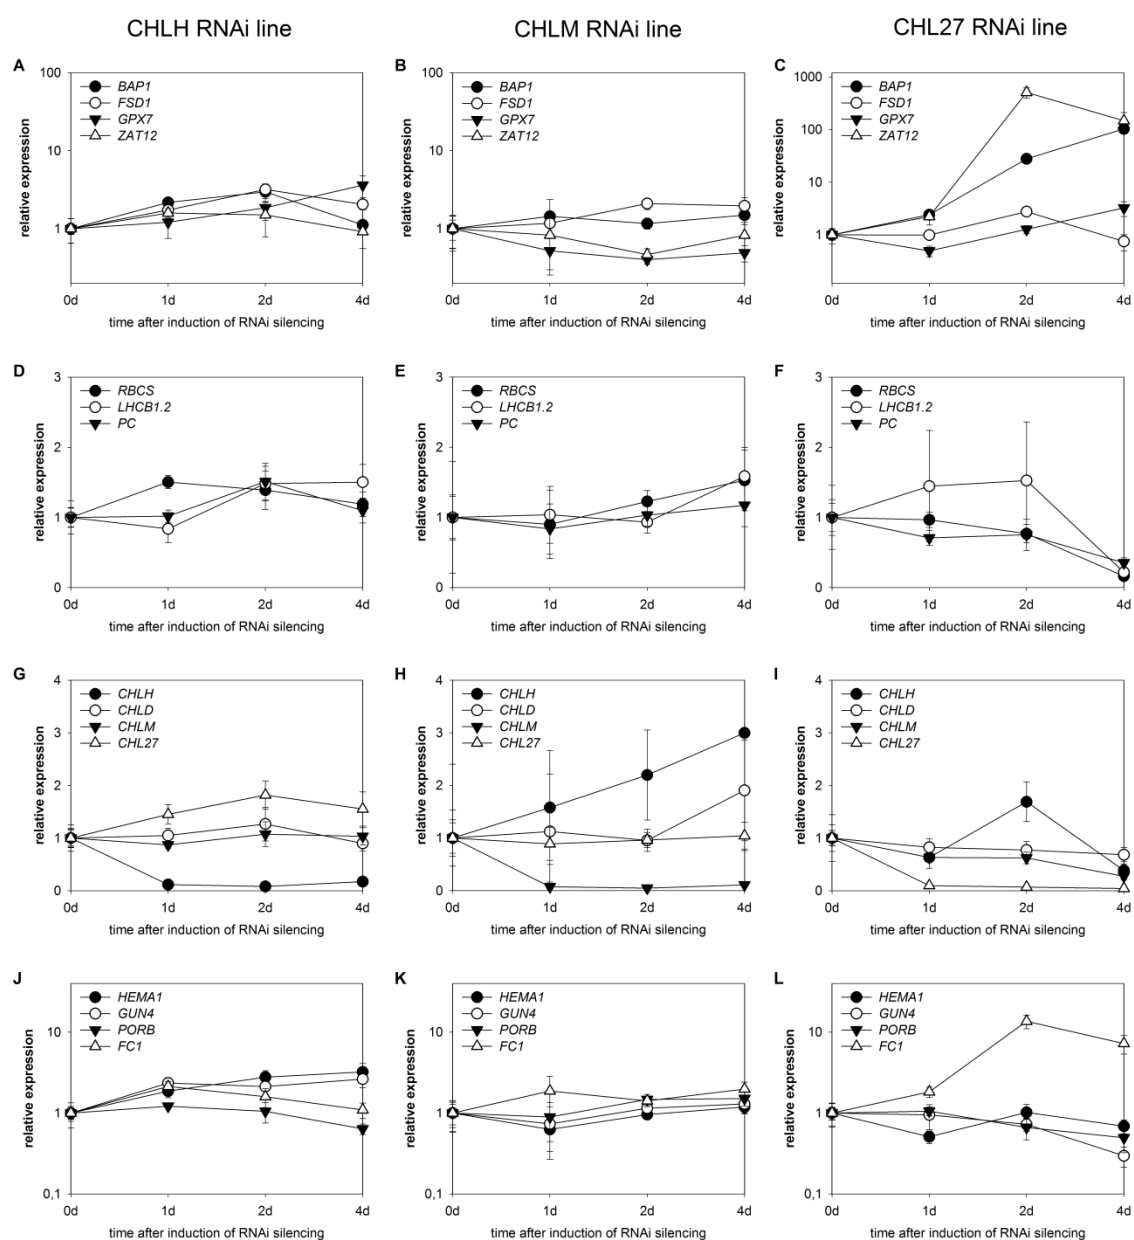 CHLH RNAi line
CHLM RNAi line
CHL27 RNAi line
A
relative expression
100
10
1
BAP1
FSD1
GPX7
ZAT12
0d 1d 2d 4d
time after induction of RNAi silencing
B
relative expression
100
10
1
BAP1
FSD1
GPX7
ZAT12
0d 1d 2d 4d
time after induction of RNAi silencing
C
relative expression
1000
100
10
1
BAP1
FSD1
GPX7
ZAT12
0d 1d 2d 4d
time after induction of RNAi silencing
D
relative expression
3
2
1
0
RBCS
LHCB1.2
PC
0d 1d 2d 4d
time after induction of RNAi silencing
E
relative expression
3
2
1
0
RBCS
LHCB1.2
PC
0d 1d 2d 4d
time after induction of RNAi silencing
F
relative expression
3
2
1
0
RBCS
LHCB1.2
PC
0d 1d 2d 4d
time after induction of RNAi silencing
G
relative expression
4
3
2
1
0
CHLH
CHLD
CHLM
CHL27
0d 1d 2d 4d
time after induction of RNAi silencing
H
relative expression
4
3
2
1
0
CHLH
CHLD
CHLM
CHL27
0d 1d 2d 4d
time after induction of RNAi silencing
I
relative expression
4
3
2
1
0
CHLH
CHLD
CHLM
CHL27
0d 1d 2d 4d
time after induction of RNAi silencing
J
relative expression
10
1
0,1
HEMA1
GUN4
PORB
FC1
0d 1d 2d 4d
time after induction of RNAi silencing
K
relative expression
10
1
0,1
HEMA1
GUN4
PORB
FC1
0d 1d 2d 4d
time after induction of RNAi silencing
L
relative expression
10
1
0,1
HEMA1
GUN4
PORB
FC1
0d 1d 2d 4d
time after induction of RNAi silencing